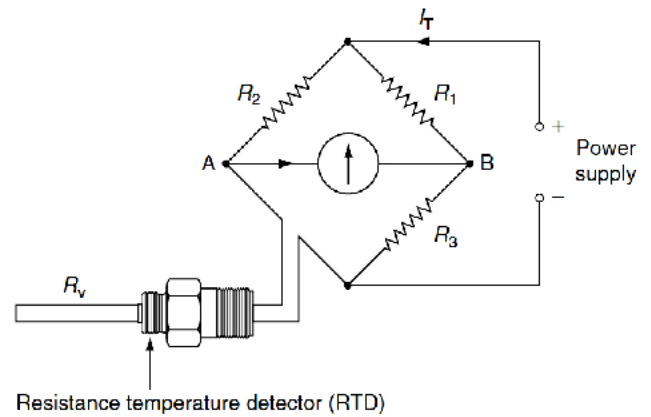 I_T
R_2
R_1
A
B
+
Power
supply
−
R_3
R_v
Resistance temperature detector (RTD)